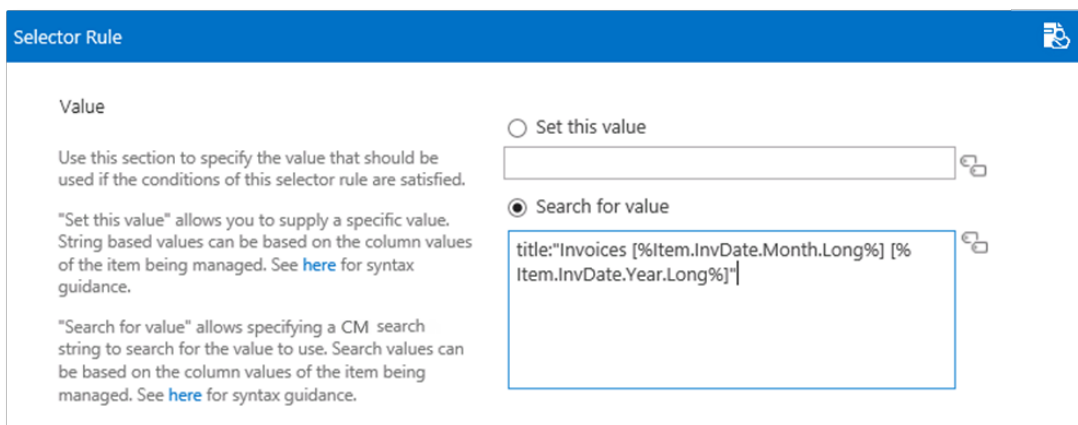 Selector Rule
Value
Use this section to specify the value that should be
used if the conditions of this selector rule are satisfied.
"Set this value" allows you to supply a specific value.
String based values can be based on the column values
of the item being managed. See here for syntax
guidance.
"Search for value" allows specifying a CM search
string to search for the value to use. Search values can
be based on the column values of the item being
managed. See here for syntax guidance.
Set this value
Search for value
title:"Invoices [%Item.InvDate.Month.Long%] [%
Item.InvDate.Year.Long%]"